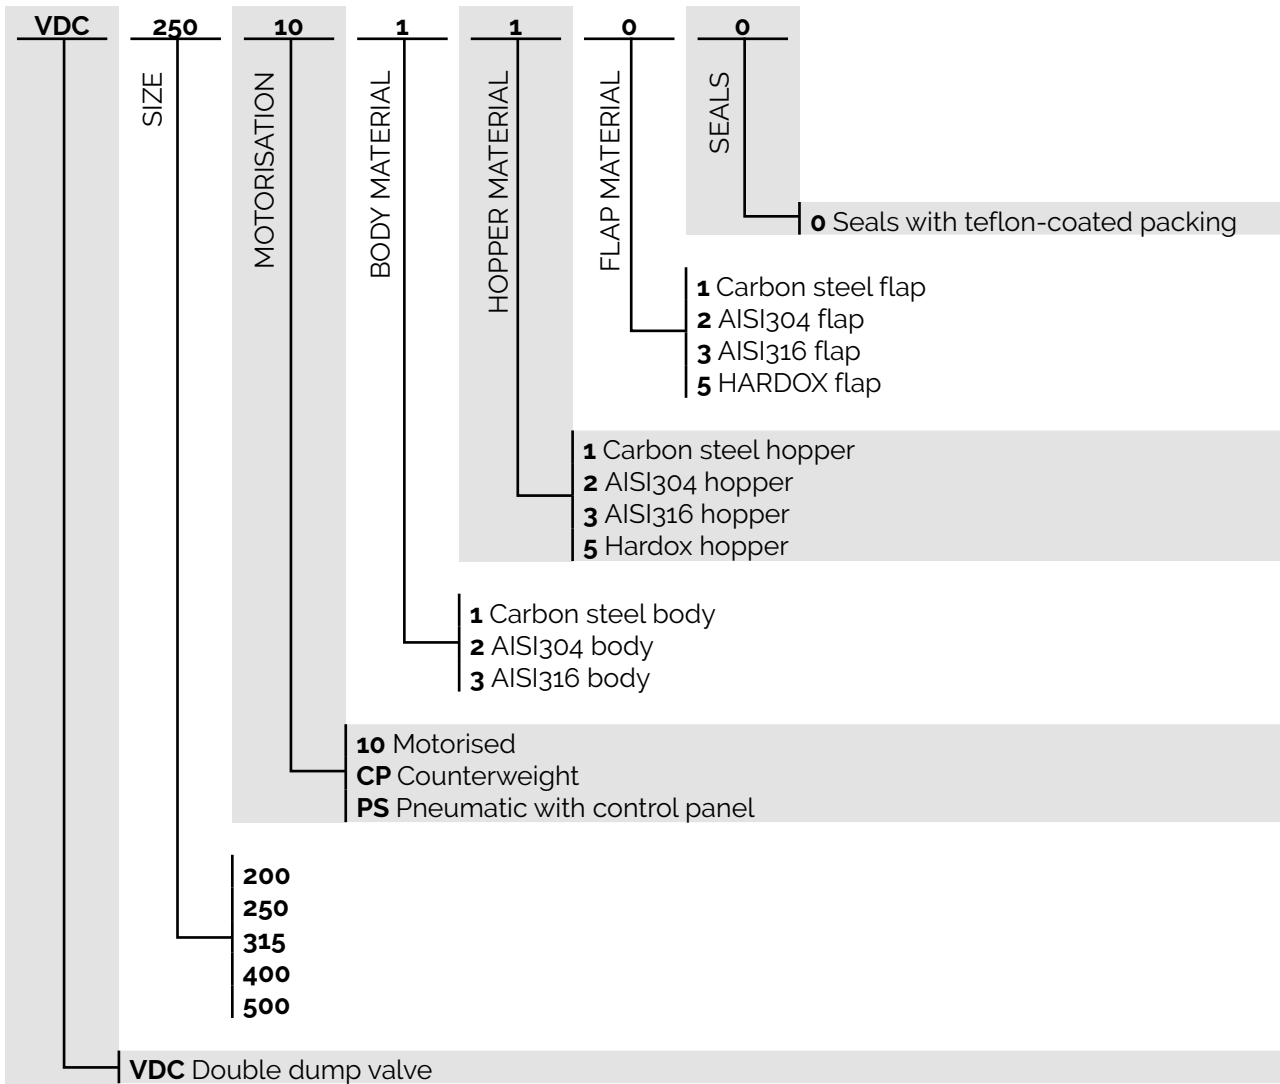 VDC 250 10 1 1 0 0
SIZE
MOTORISATION
BODY MATERIAL
HOPPER MATERIAL
FLAP MATERIAL
SEALS
0 Seals with teflon-coated packing
1 Carbon steel flap
2 AISI304 flap
3 AISI316 flap
5 HARDOX flap
1 Carbon steel hopper
2 AISI304 hopper
3 AISI316 hopper
5 Hardox hopper
1 Carbon steel body
2 AISI304 body
3 AISI316 body
10 Motorised
CP Counterweight
PS Pneumatic with control panel
200
250
315
400
500
VDC Double dump valve